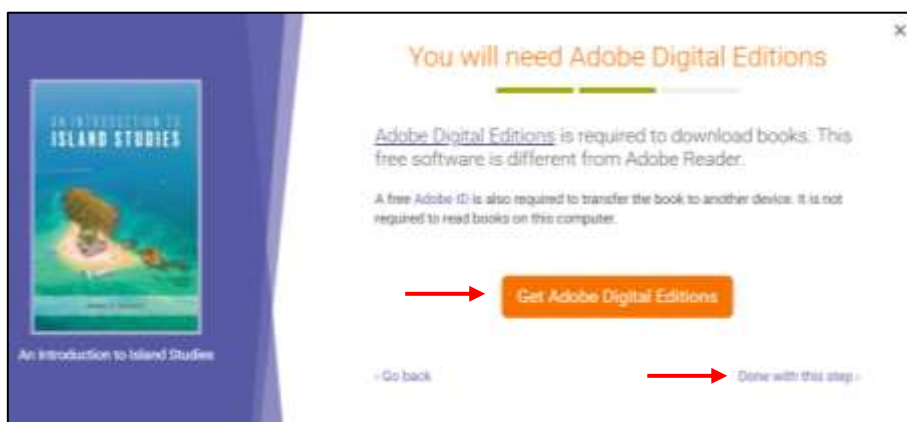 ×
You will need Adobe Digital Editions
AN INTRODUCTION TO
ISLAND STUDIES
Adobe Digital Editions is required to download books. This
free software is different from Adobe Reader.
A free Adobe ID is also required to transfer the book to another device. It is not
required to read books on this computer.
Get Adobe Digital Editions
An Introduction to Island Studies
‹ Go back
Done with this step ›